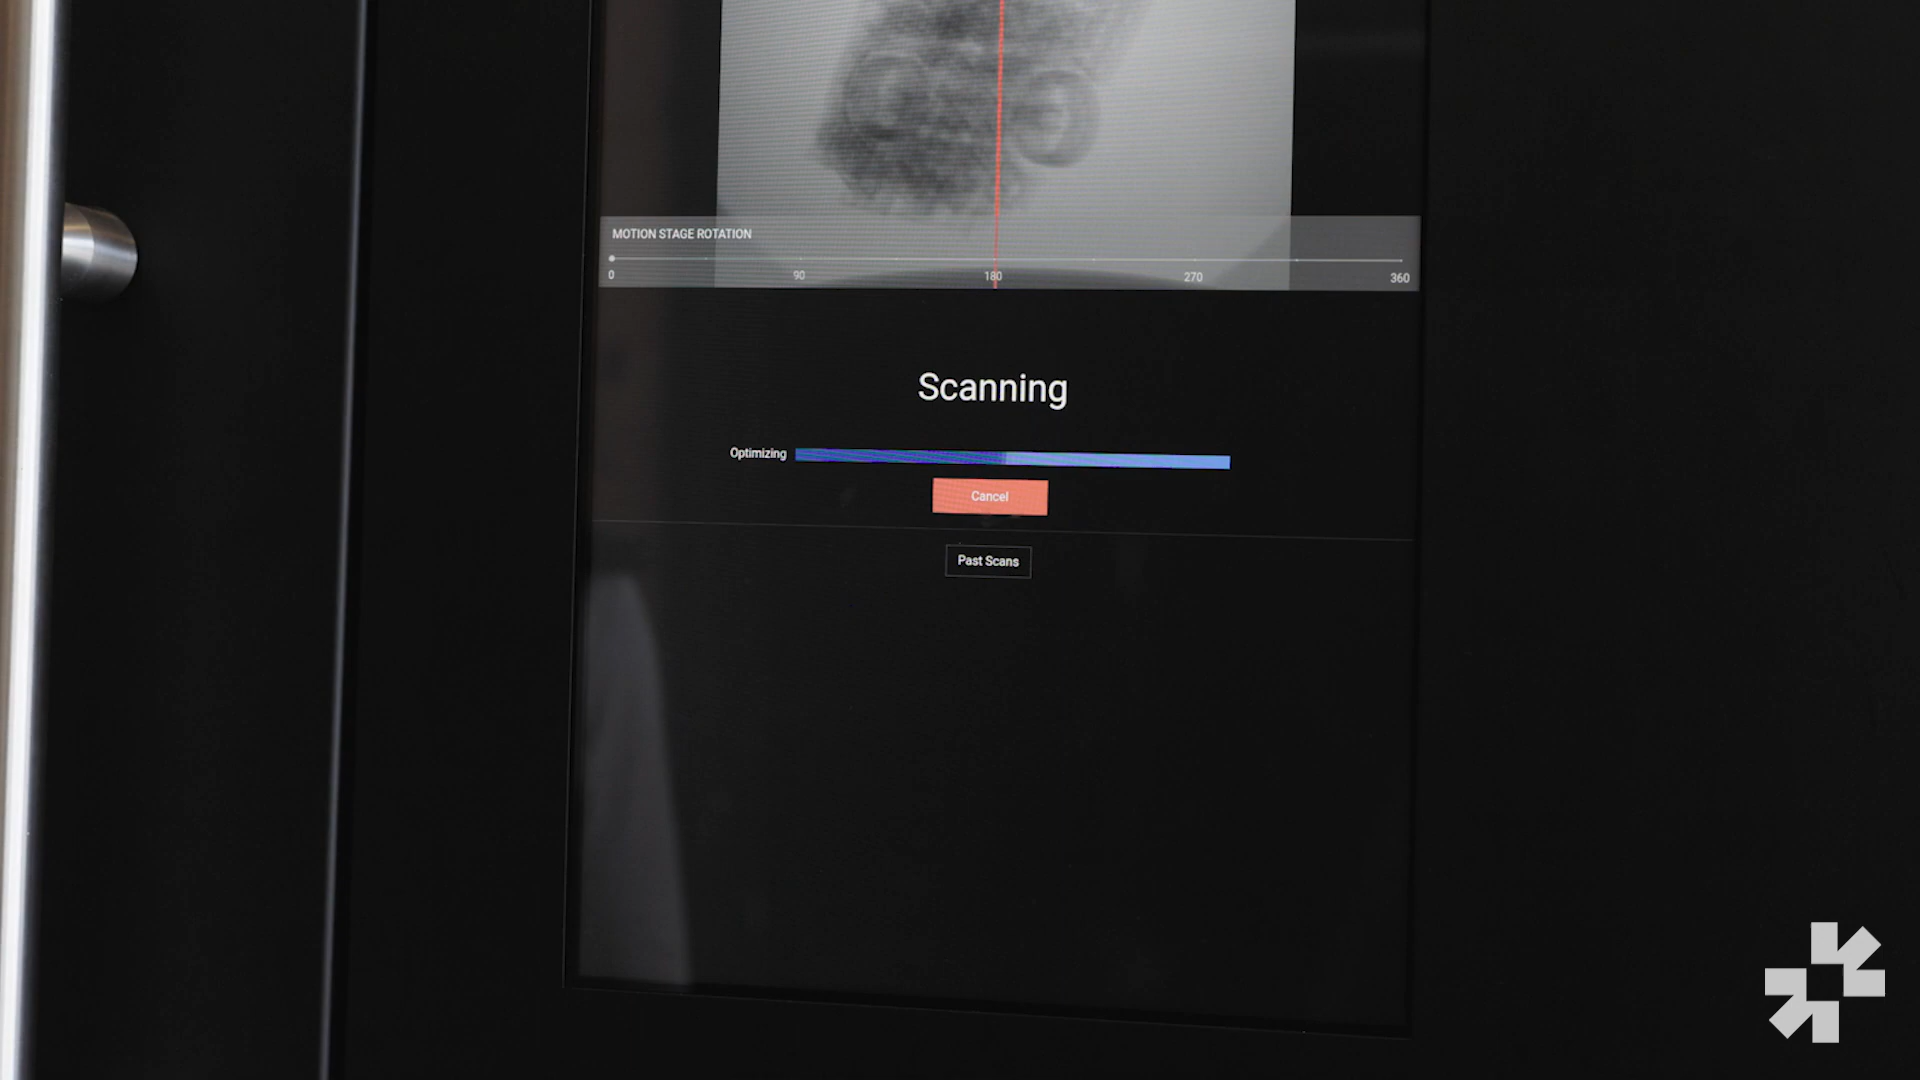 MOTION STAGE ROTATION
0 90 180 270 360
Scanning
Optimizing
Cancel
Past Scans